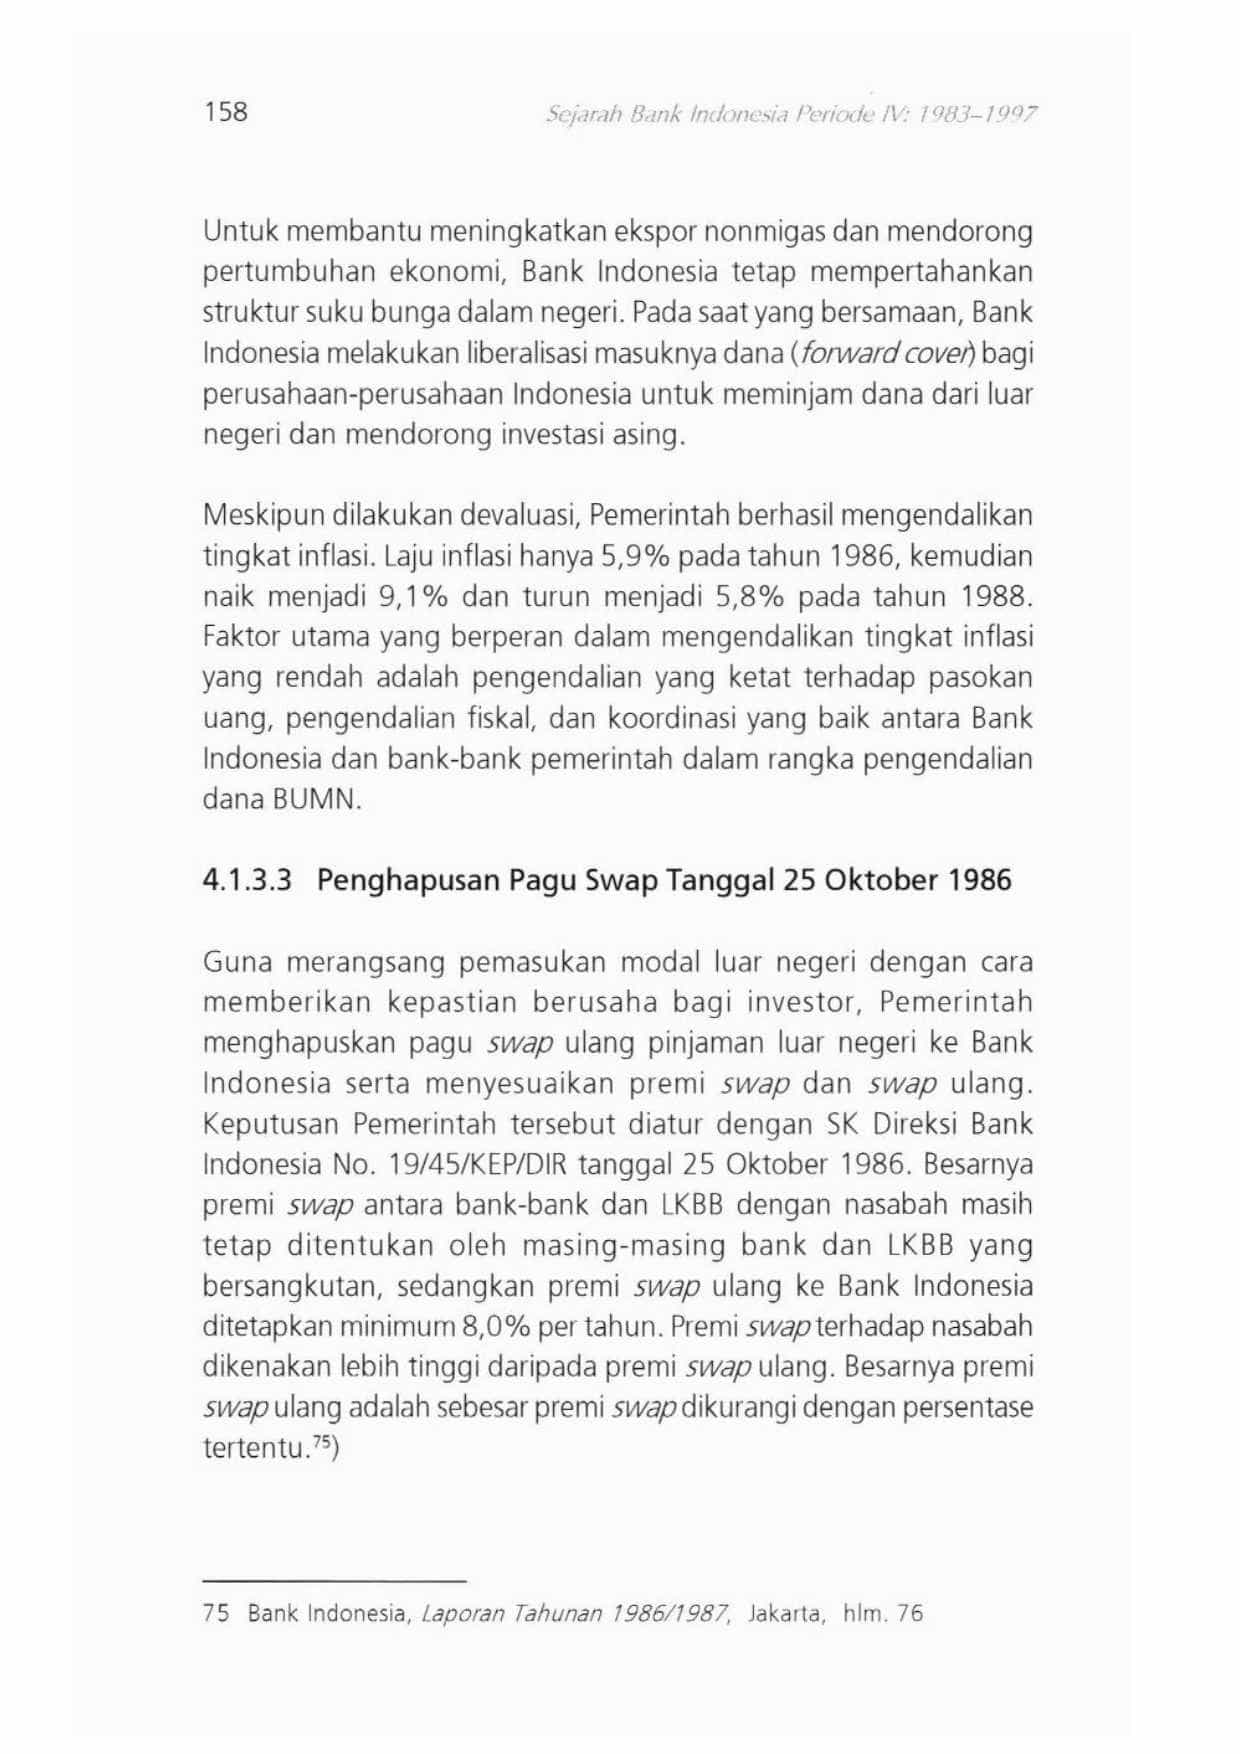 158
Sejarah Bank Indonesia Periode IV: 1983–1997
Untuk membantu meningkatkan ekspor nonmigas dan mendorong
pertumbuhan ekonomi, Bank Indonesia tetap mempertahankan
struktur suku bunga dalam negeri. Pada saat yang bersamaan, Bank
Indonesia melakukan liberalisasi masuknya dana (forward cover) bagi
perusahaan-perusahaan Indonesia untuk meminjam dana dari luar
negeri dan mendorong investasi asing.
Meskipun dilakukan devaluasi, Pemerintah berhasil mengendalikan
tingkat inflasi. Laju inflasi hanya 5,9% pada tahun 1986, kemudian
naik menjadi 9,1% dan turun menjadi 5,8% pada tahun 1988.
Faktor utama yang berperan dalam mengendalikan tingkat inflasi
yang rendah adalah pengendalian yang ketat terhadap pasokan
uang, pengendalian fiskal, dan koordinasi yang baik antara Bank
Indonesia dan bank-bank pemerintah dalam rangka pengendalian
dana BUMN.
4.1.3.3 Penghapusan Pagu Swap Tanggal 25 Oktober 1986
Guna merangsang pemasukan modal luar negeri dengan cara
memberikan kepastian berusaha bagi investor, Pemerintah
menghapuskan pagu swap ulang pinjaman luar negeri ke Bank
Indonesia serta menyesuaikan premi swap dan swap ulang.
Keputusan Pemerintah tersebut diatur dengan SK Direksi Bank
Indonesia No. 19/45/KEP/DIR tanggal 25 Oktober 1986. Besarnya
premi swap antara bank-bank dan LKBB dengan nasabah masih
tetap ditentukan oleh masing-masing bank dan LKBB yang
bersangkutan, sedangkan premi swap ulang ke Bank Indonesia
ditetapkan minimum 8,0% per tahun. Premi swap terhadap nasabah
dikenakan lebih tinggi daripada premi swap ulang. Besarnya premi
swap ulang adalah sebesar premi swap dikurangi dengan persentase
tertentu.⁷⁵)
75 Bank Indonesia, Laporan Tahunan 1986/1987, Jakarta, hlm. 76